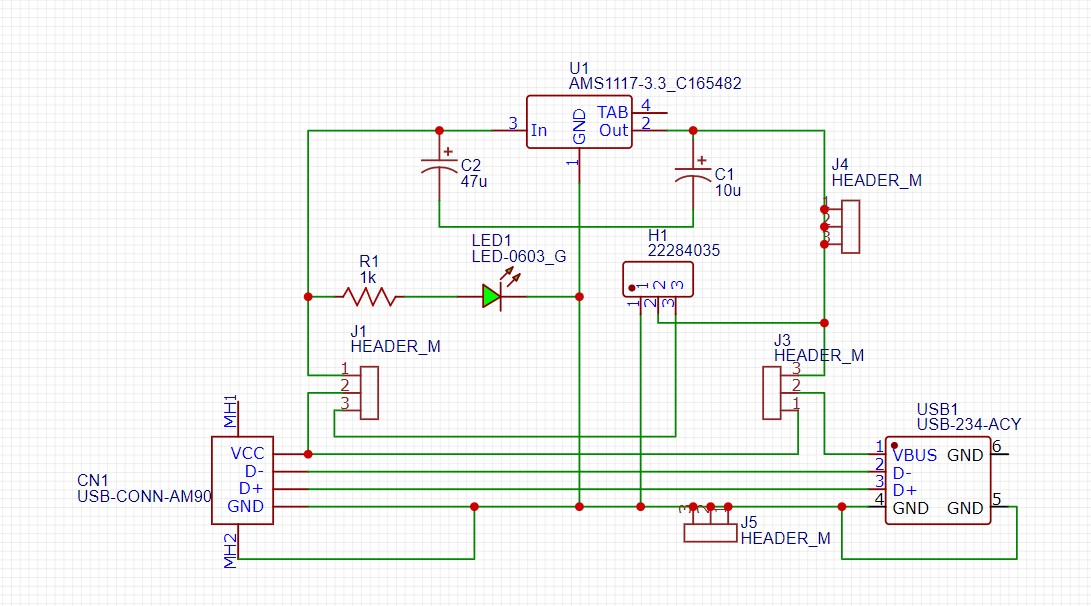 U1
AMS1117-3.3_C165482
3
In
GND
1
TAB
4
Out
2
C2
47u
C1
10u
J4
HEADER_M
1
2
3
LED1
LED-0603_G
H1
22284035
1
2
3
1
2
3
R1
1k
J1
HEADER_M
1
2
3
J3
HEADER_M
3
2
1
MH1
CN1
USB-CONN-AM90
VCC
D-
D+
GND
MH2
USB1
USB-234-ACY
1
2
3
4
VBUS
D-
D+
GND
GND
6
GND
5
3
2
1
J5
HEADER_M